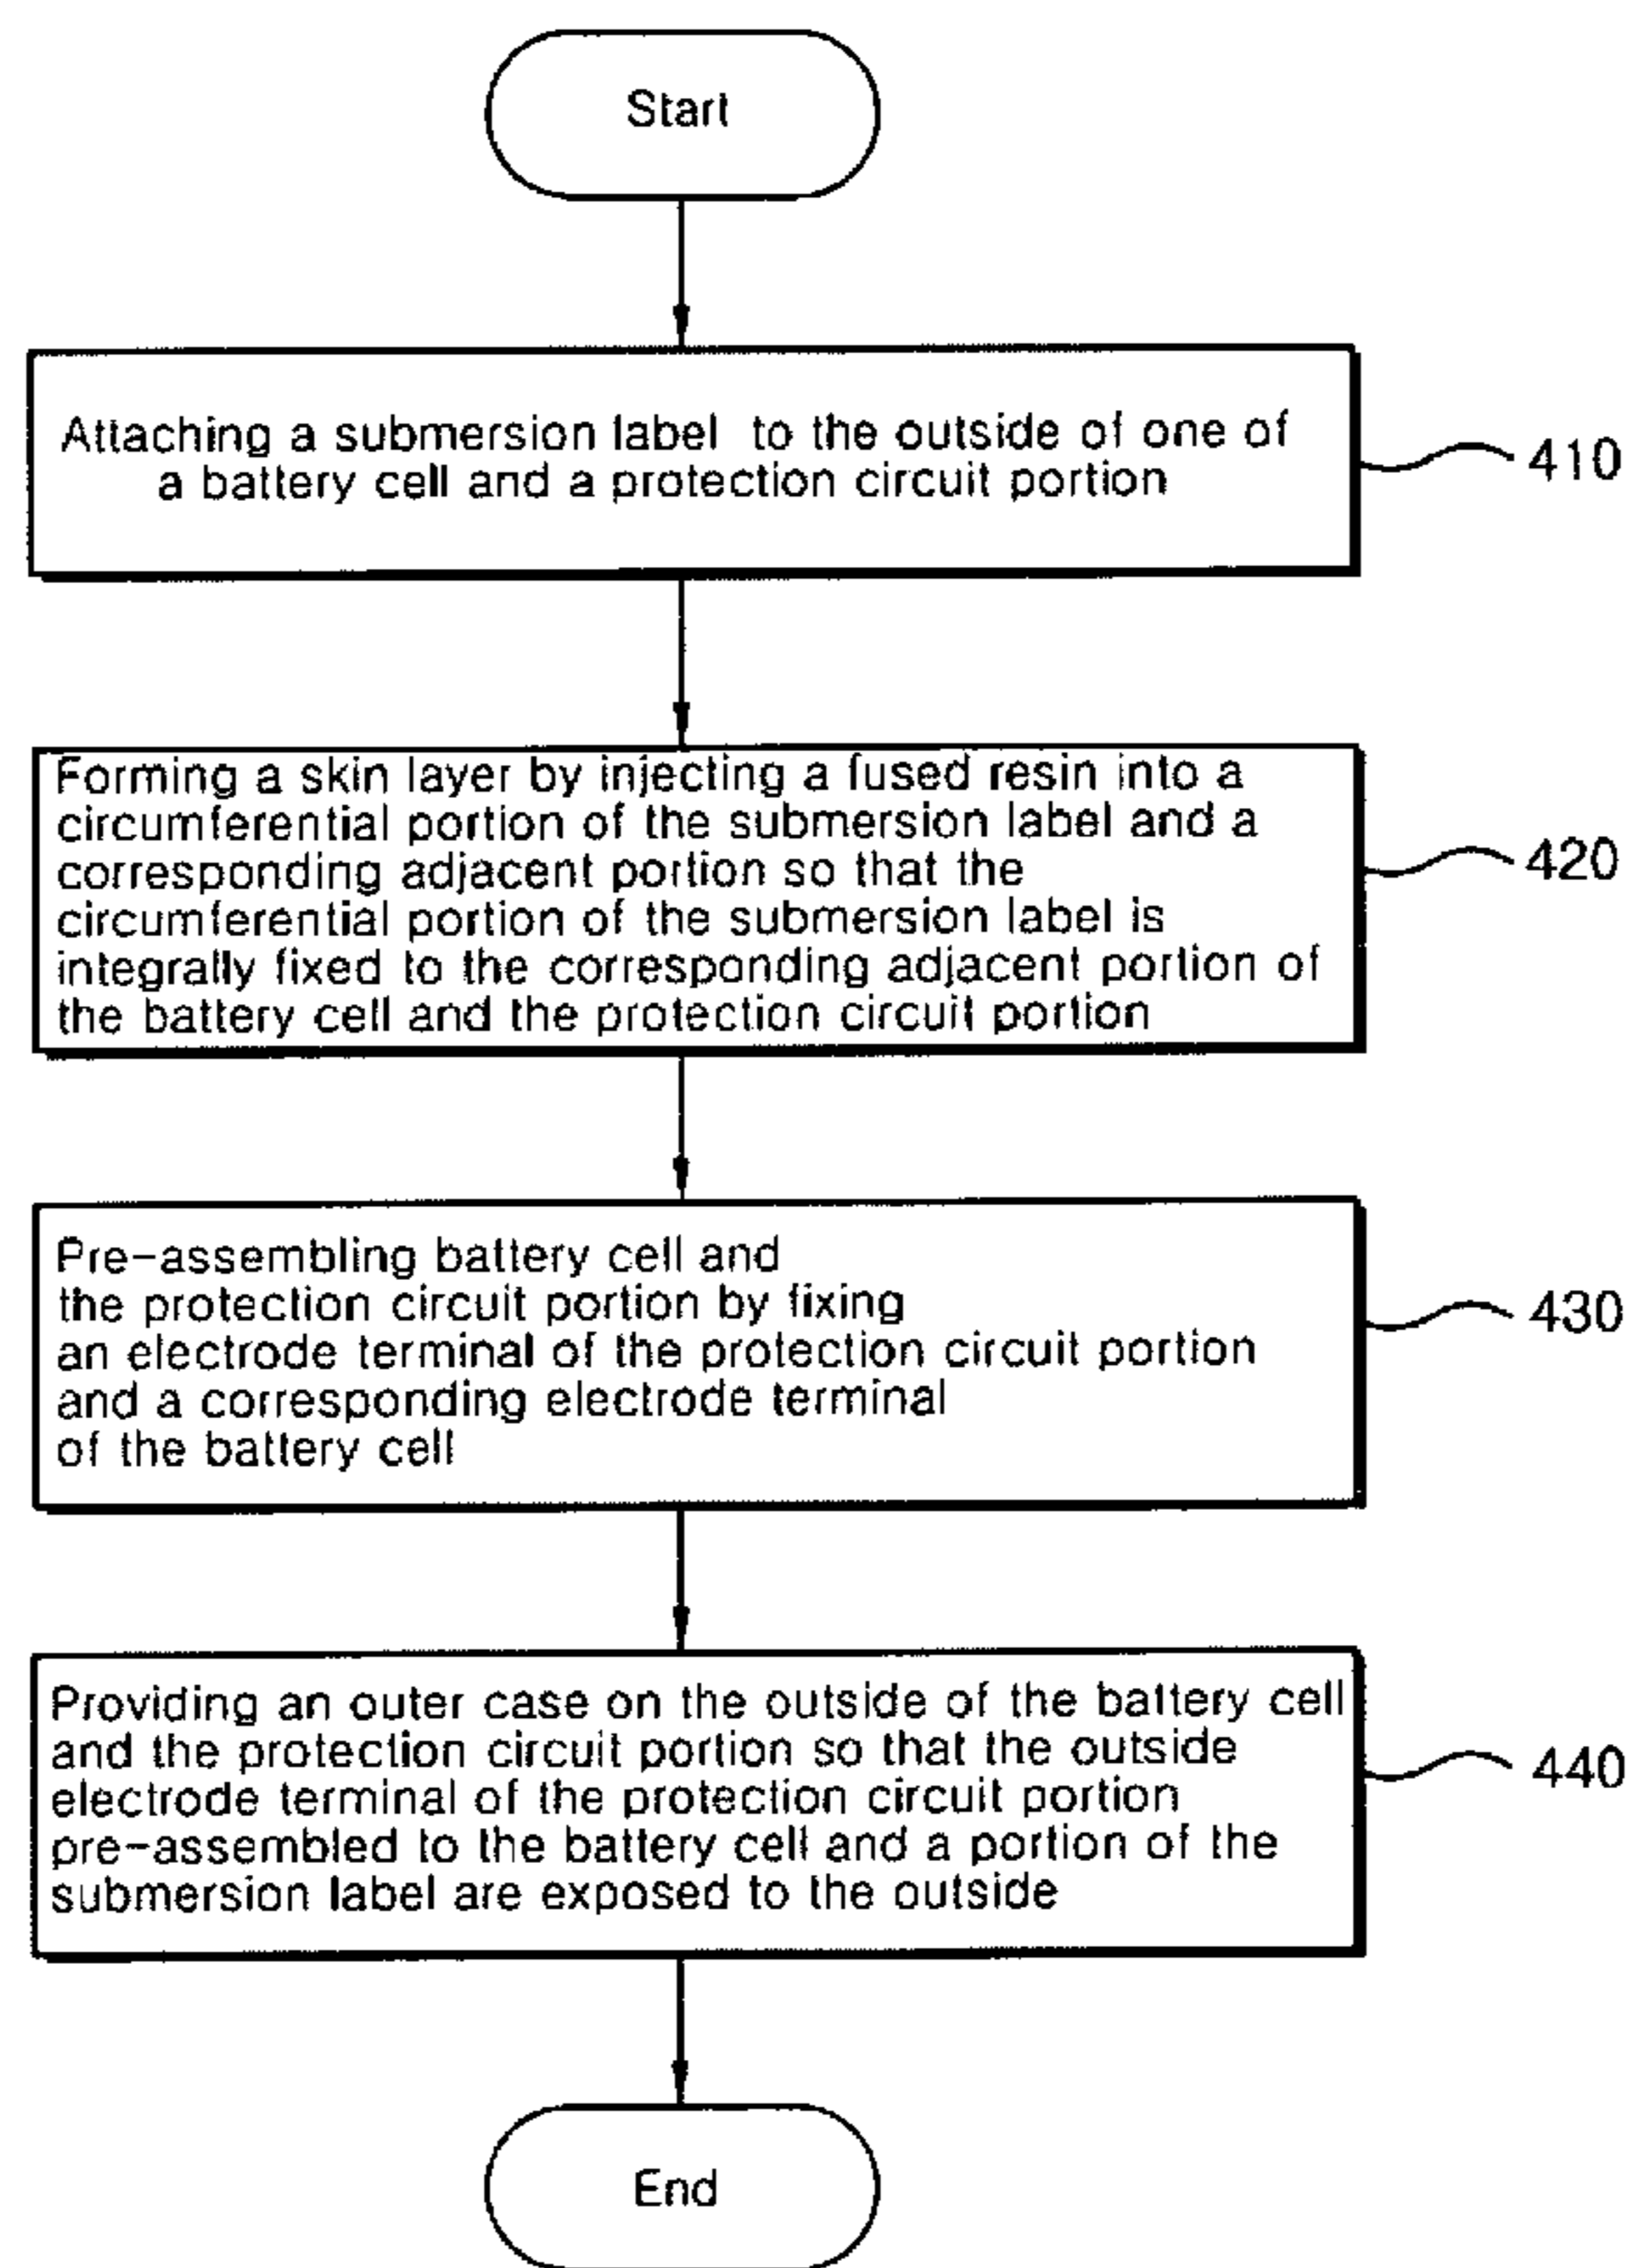 Start
Attaching a submersion label to the outside of one of
a battery cell and a protection circuit portion
410
Forming a skin layer by injecting a fused resin into a
circumferential portion of the submersion label and a
corresponding adjacent portion so that the
circumferential portion of the submersion label is
integrally fixed to the corresponding adjacent portion of
the battery cell and the protection circuit portion
420
Pre-assembling battery cell and
the protection circuit portion by fixing
an electrode terminal of the protection circuit portion
and a corresponding electrode terminal
of the battery cell
430
Providing an outer case on the outside of the battery cell
and the protection circuit portion so that the outside
electrode terminal of the protection circuit portion
pre-assembled to the battery cell and a portion of the
submersion label are exposed to the outside
440
End